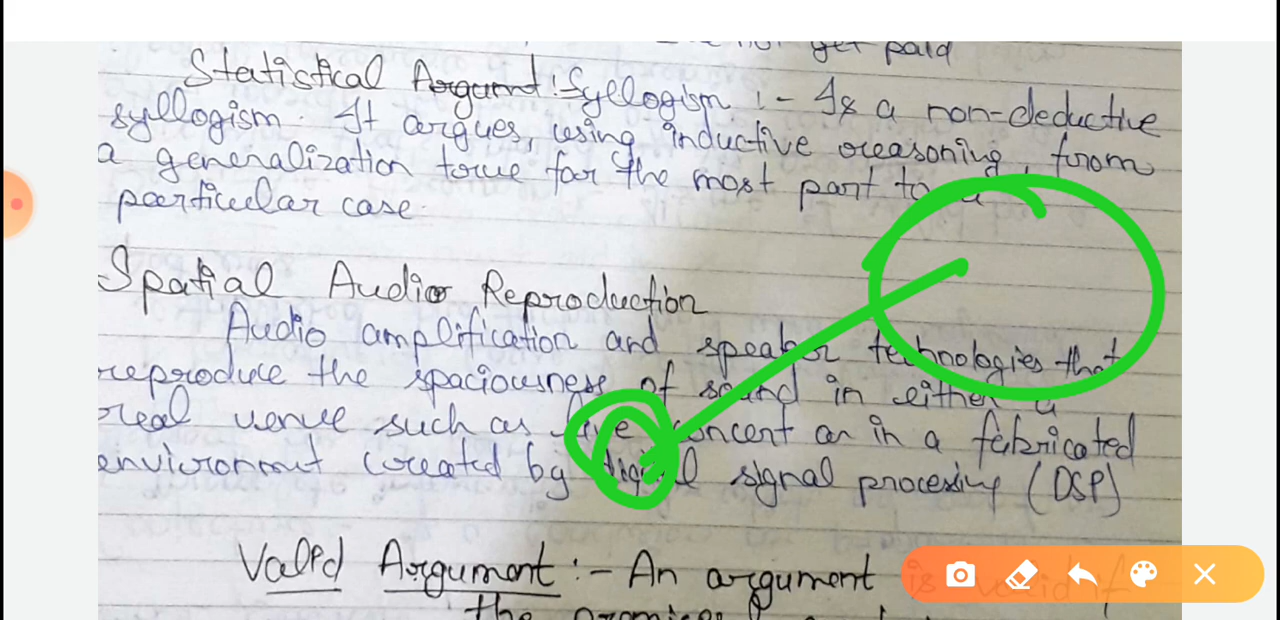 get paid
Statistical Argument: Syllogism :- Is a non-deductive
syllogism. It argues, using inductive reasoning, from
a generalization true for the most part to a
particular case.
Spatial Audio Reproduction
Audio amplification and speaker technologies that
reproduce the spaciousness of sound in either a
real venue such as live concert or in a fabricated
environment created by digital signal processing (DSP)
Valid Argument :- An argument is valid if
the premises